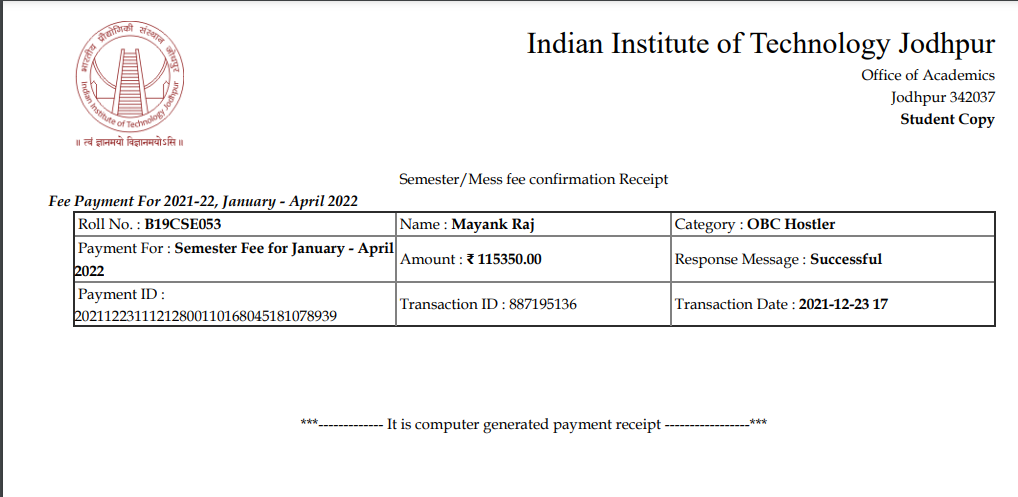 भारतीय प्रौद्योगिकी संस्थान जोधपुर
Indian Institute of Technology Jodhpur
॥ त्वं ज्ञानमयो विज्ञानमयोऽसि ॥
Indian Institute of Technology Jodhpur
Office of Academics
Jodhpur 342037
Student Copy
Semester/Mess fee confirmation Receipt
Fee Payment For 2021-22, January - April 2022
Roll No. : B19CSE053
Name : Mayank Raj
Category : OBC Hostler
Payment For : Semester Fee for January - April
2022
Amount : ₹ 115350.00
Response Message : Successful
Payment ID :
20211223111212800110168045181078939
Transaction ID : 887195136
Transaction Date : 2021-12-23 17
***------------- It is computer generated payment receipt -----------------***